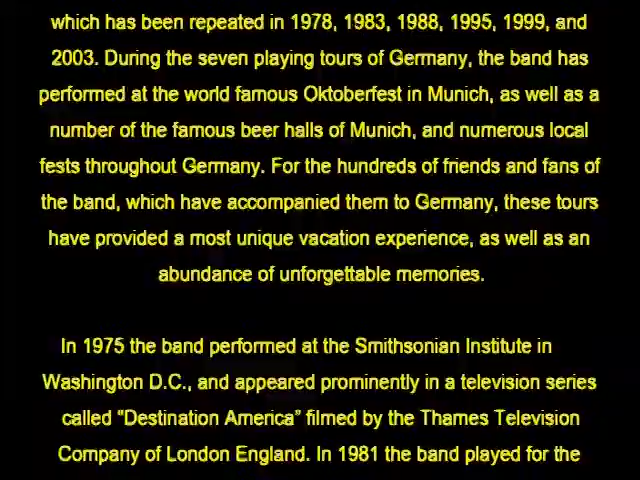 which has been repeated in 1978, 1983, 1988, 1995, 1999, and
2003. During the seven playing tours of Germany, the band has
performed at the world famous Oktoberfest in Munich, as well as a
number of the famous beer halls of Munich, and numerous local
fests throughout Germany. For the hundreds of friends and fans of
the band, which have accompanied them to Germany, these tours
have provided a most unique vacation experience, as well as an
abundance of unforgettable memories.
In 1975 the band performed at the Smithsonian Institute in
Washington D.C., and appeared prominently in a television series
called “Destination America” filmed by the Thames Television
Company of London England. In 1981 the band played for the